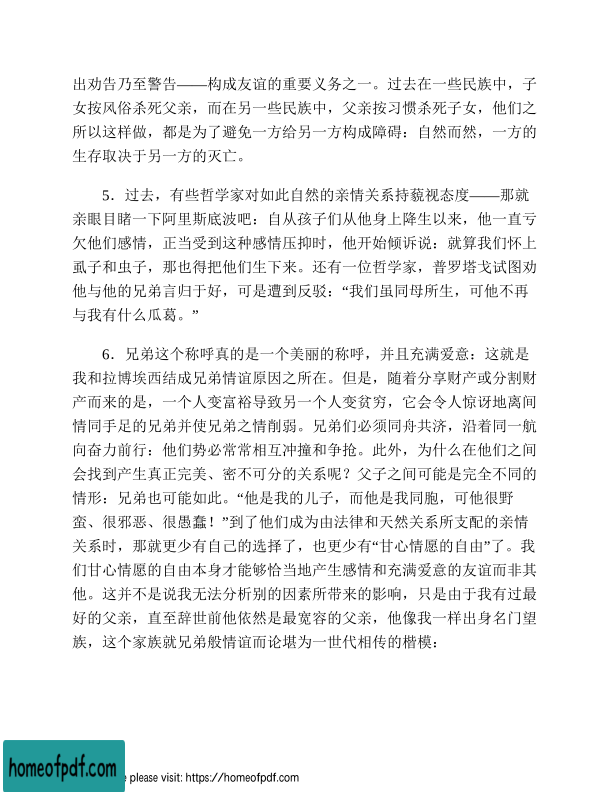 出劝告乃至警告——构成友谊的重要义务之一。过去在一些民族中，子
女按风俗杀死父亲，而在另一些民族中，父亲按习惯杀死子女，他们之
所以这样做，都是为了避免一方给另一方构成障碍：自然而然，一方的
生存取决于另一方的灭亡。
5．过去，有些哲学家对如此自然的亲情关系持藐视态度——那就
亲眼目睹一下阿里斯底波吧：自从孩子们从他身上降生以来，他一直亏
欠他们感情，正当受到这种感情压抑时，他开始倾诉说：就算我们怀上
虱子和虫子，那也得把他们生下来。还有一位哲学家，普罗塔戈试图劝
他与他的兄弟言归于好，可是遭到反驳：“我们虽同母所生，可他不再
与我有什么瓜葛。”
6．兄弟这个称呼真的是一个美丽的称呼，并且充满爱意：这就是
我和拉博埃西结成兄弟情谊原因之所在。但是，随着分享财产或分割财
产而来的是，一个人变富裕导致另一个人变贫穷，它会令人惊讶地离间
情同手足的兄弟并使兄弟之情削弱。兄弟们必须同舟共济，沿着同一航
向奋力前行：他们势必常常相互冲撞和争抢。此外，为什么在他们之间
会找到产生真正完美、密不可分的关系呢？父子之间可能是完全不同的
情形：兄弟也可能如此。“他是我的儿子，而他是我同胞，可他很野
蛮、很邪恶、很愚蠢！”到了他们成为由法律和天然关系所支配的亲情
关系时，那就更少有自己的选择了，也更少有“甘心情愿的自由”了。我
们甘心情愿的自由本身才能够恰当地产生感情和充满爱意的友谊而非其
他。这并不是说我无法分析别的因素所带来的影响，只是由于我有过最
好的父亲，直至辞世前他依然是最宽容的父亲，他像我一样出身名门望
族，这个家族就兄弟般情谊而论堪为一世代相传的楷模：
homeofpdf.com
e please visit: https://homeofpdf.com